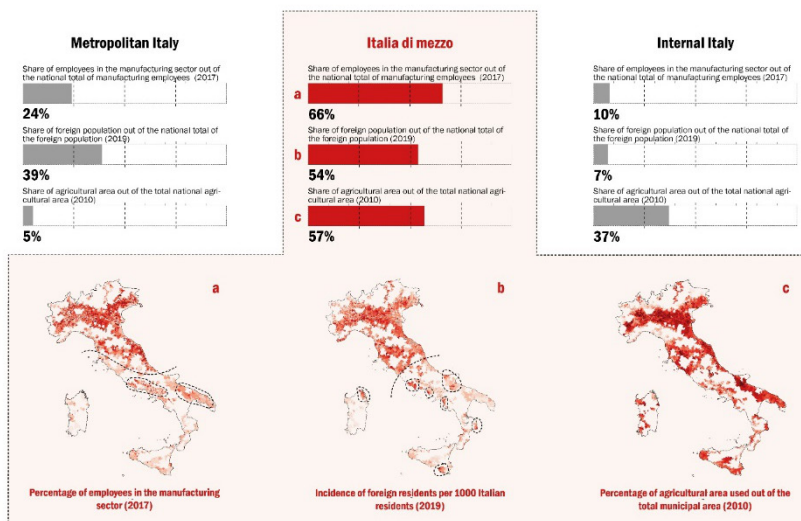 Metropolitan Italy
Share of employees in the manufacturing sector out of
the national total of manufacturing employees (2017)
24%
Share of foreign population out of the national total of
the foreign population (2019)
39%
Share of agricultural area out of the total national agri-
cultural area (2010)
5%
Italia di mezzo
Share of employees in the manufacturing sector out of
the national total of manufacturing employees (2017)
a
66%
Share of foreign population out of the national total of
the foreign population (2019)
b
54%
Share of agricultural area out of the total national agri-
cultural area (2010)
c
57%
Internal Italy
Share of employees in the manufacturing sector out of
the national total of manufacturing employees (2017)
10%
Share of foreign population out of the national total of
the foreign population (2019)
7%
Share of agricultural area out of the total national agri-
cultural area (2010)
37%
a
Percentage of employees in the manufacturing
sector (2017)
b
Incidence of foreign residents per 1000 Italian
residents (2019)
c
Percentage of agricultural area used out of the
total municipal area (2010)